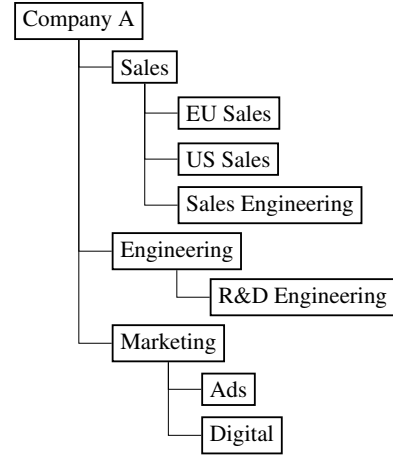 Company A
Sales
EU Sales
US Sales
Sales Engineering
Engineering
R&D Engineering
Marketing
Ads
Digital